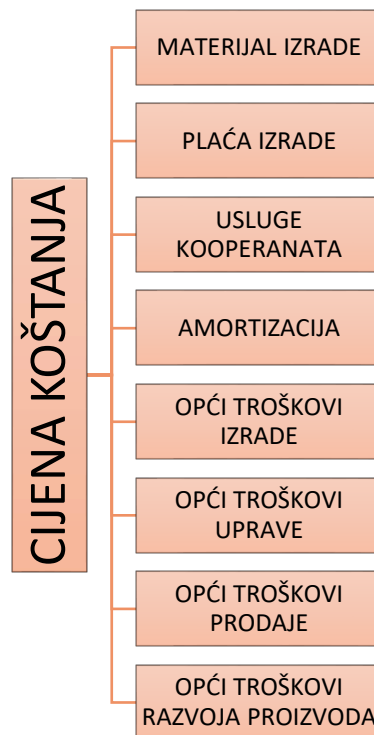 CIJENA KOŠTANJA
MATERIJAL IZRADE
PLAĆA IZRADE
USLUGE
KOOPERANATA
AMORTIZACIJA
OPĆI TROŠKOVI
IZRADE
OPĆI TROŠKOVI
UPRAVE
OPĆI TROŠKOVI
PRODAJE
OPĆI TROŠKOVI
RAZVOJA PROIZVODA